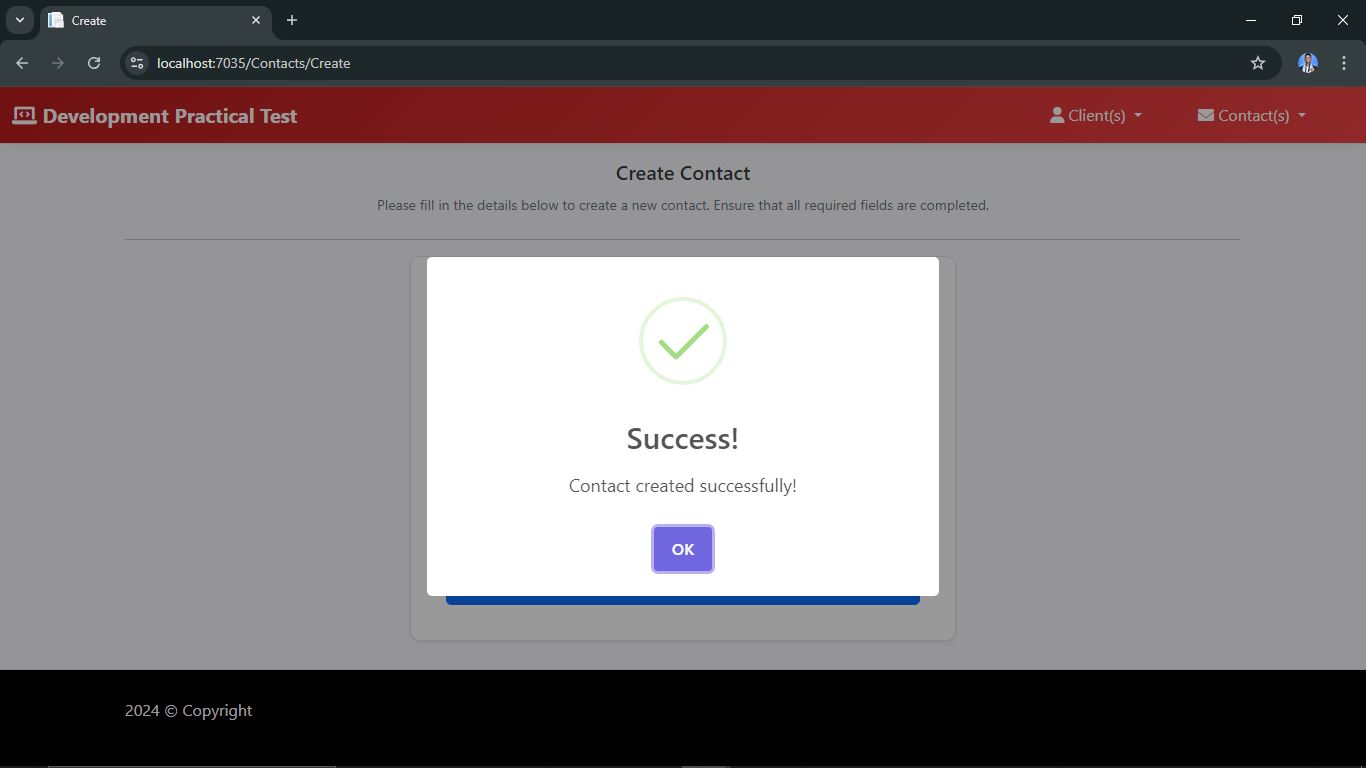 Create
localhost:7035/Contacts/Create
Development Practical Test
Client(s)
Contact(s)
Create Contact
Please fill in the details below to create a new contact. Ensure that all required fields are completed.
Success!
Contact created successfully!
OK
2024 © Copyright